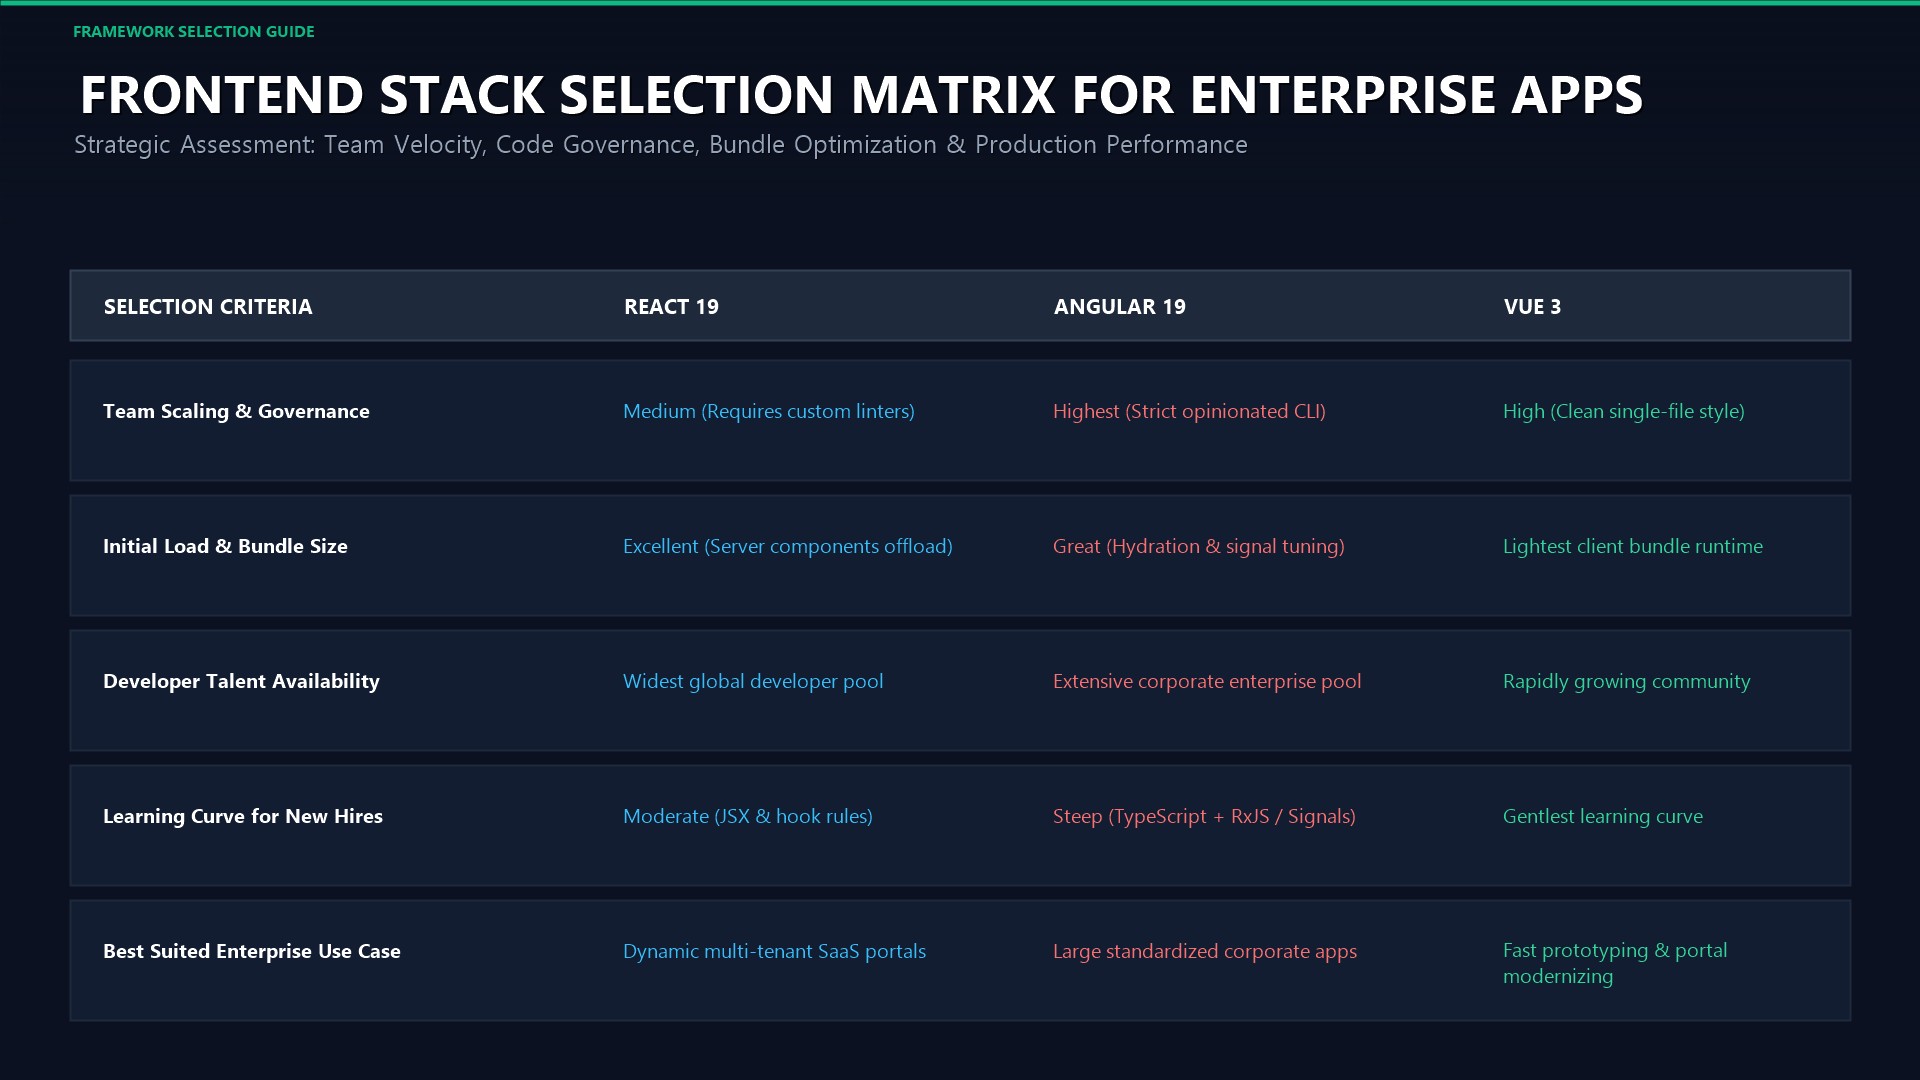 FRAMEWORK SELECTION GUIDE
FRONTEND STACK SELECTION MATRIX FOR ENTERPRISE APPS
Strategic Assessment: Team Velocity, Code Governance, Bundle Optimization & Production Performance
SELECTION CRITERIA REACT 19 ANGULAR 19 VUE 3
Team Scaling & Governance Medium (Requires custom linters) Highest (Strict opinionated CLI) High (Clean single-file style)
Initial Load & Bundle Size Excellent (Server components offload) Great (Hydration & signal tuning) Lightest client bundle runtime
Developer Talent Availability Widest global developer pool Extensive corporate enterprise pool Rapidly growing community
Learning Curve for New Hires Moderate (JSX & hook rules) Steep (TypeScript + RxJS / Signals) Gentlest learning curve
Best Suited Enterprise Use Case Dynamic multi-tenant SaaS portals Large standardized corporate apps Fast prototyping & portal
modernizing